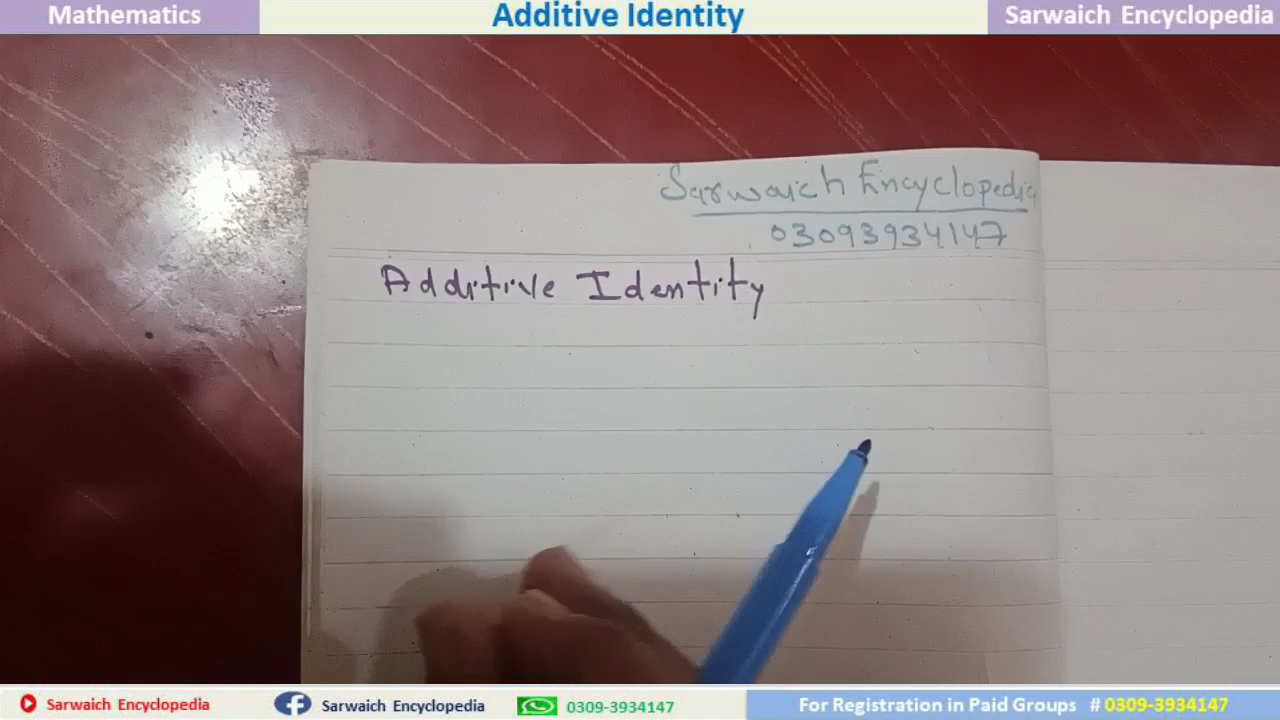 Mathematics
Additive Identity
Sarwaich Encyclopedia
Sarwaich Encyclopedia
03093934147
Additive Identity
Sarwaich Encyclopedia
Sarwaich Encyclopedia
0309-3934147
For Registration in Paid Groups # 0309-3934147